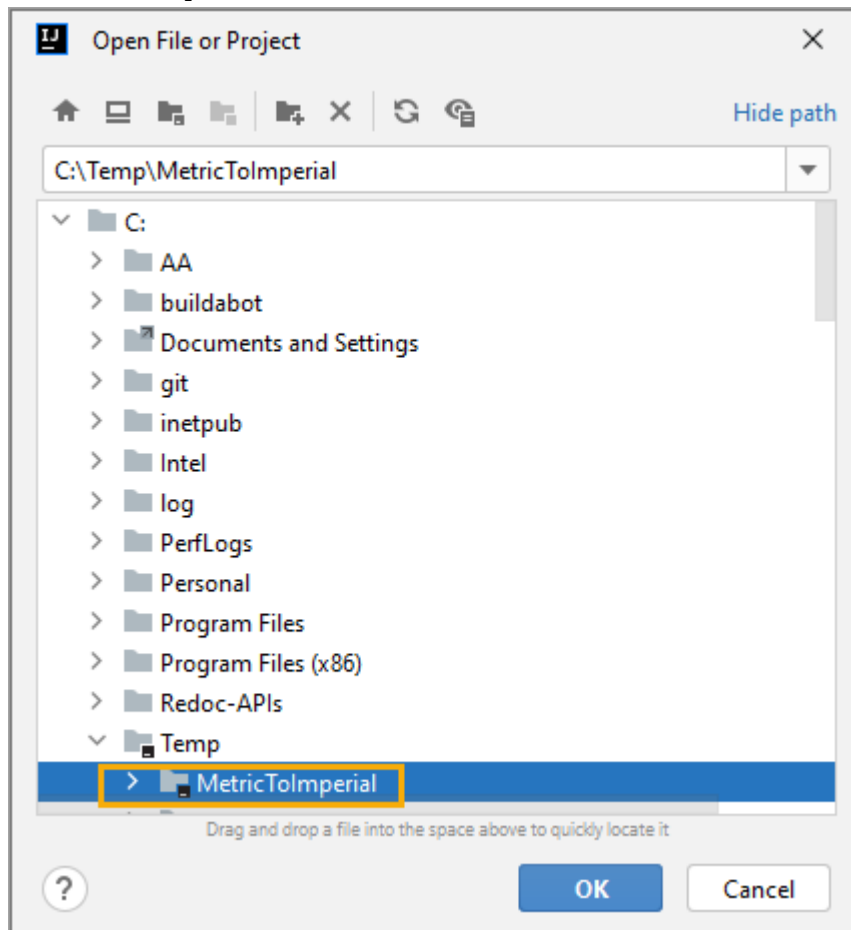 IJ Open File or Project
Hide path
C:\Temp\MetricToImperial
C:
AA
buildabot
Documents and Settings
git
inetpub
Intel
log
PerfLogs
Personal
Program Files
Program Files (x86)
Redoc-APIs
Temp
MetricToImperial
Drag and drop a file into the space above to quickly locate it
? OK Cancel